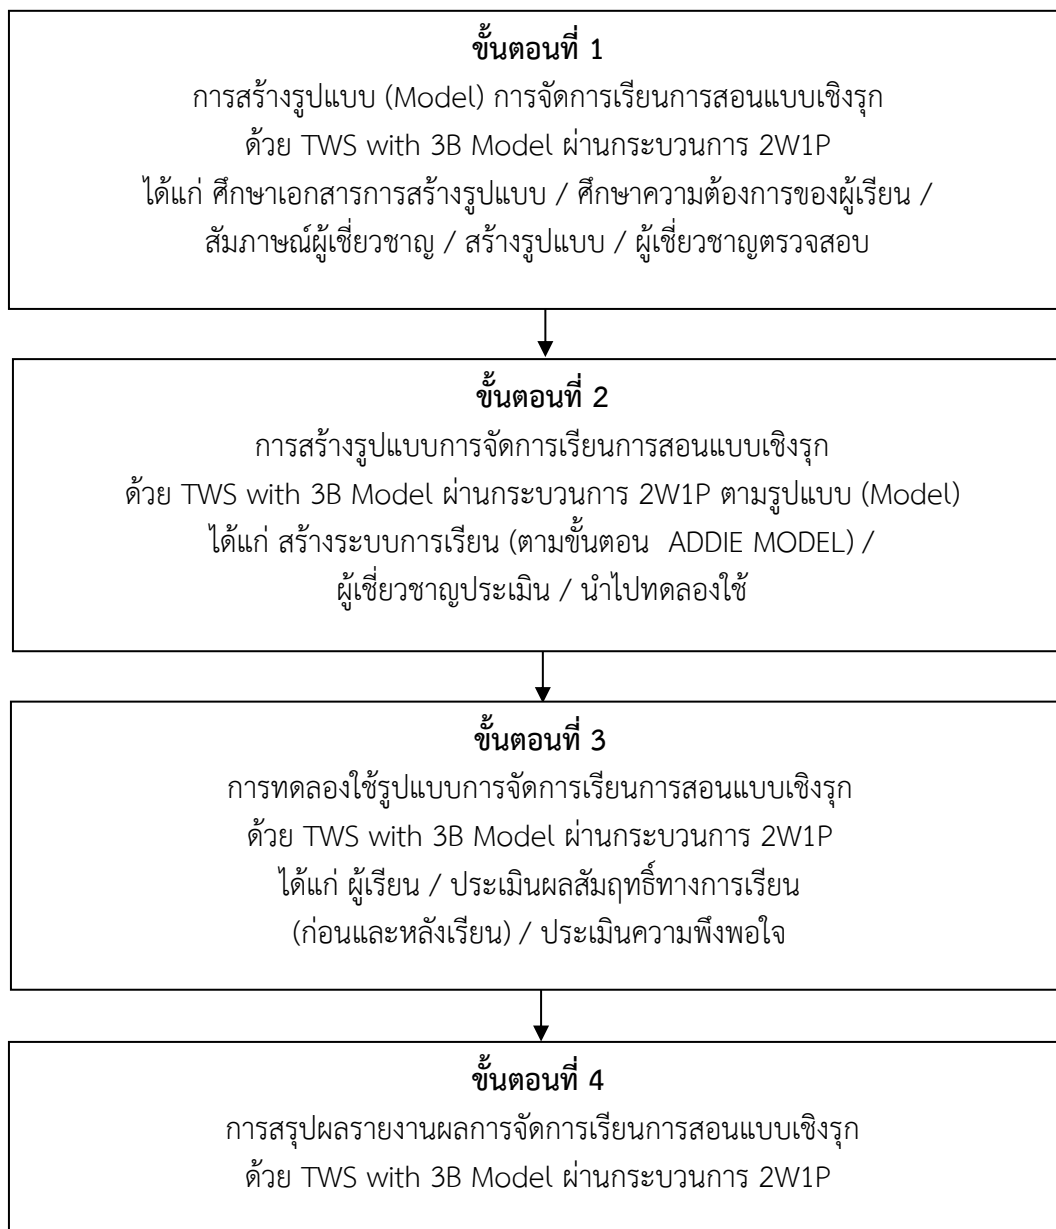 ขั้นตอนที่ 1
การสร้างรูปแบบ (Model) การจัดการเรียนการสอนแบบเชิงรุก
ด้วย TWS with 3B Model ผ่านกระบวนการ 2W1P
ได้แก่ ศึกษาเอกสารการสร้างรูปแบบ / ศึกษาความต้องการของผู้เรียน /
สัมภาษณ์ผู้เชี่ยวชาญ / สร้างรูปแบบ / ผู้เชี่ยวชาญตรวจสอบ
ขั้นตอนที่ 2
การสร้างรูปแบบการจัดการเรียนการสอนแบบเชิงรุก
ด้วย TWS with 3B Model ผ่านกระบวนการ 2W1P ตามรูปแบบ (Model)
ได้แก่ สร้างระบบการเรียน (ตามขั้นตอน ADDIE MODEL) /
ผู้เชี่ยวชาญประเมิน / นำไปทดลองใช้
ขั้นตอนที่ 3
การทดลองใช้รูปแบบการจัดการเรียนการสอนแบบเชิงรุก
ด้วย TWS with 3B Model ผ่านกระบวนการ 2W1P
ได้แก่ ผู้เรียน / ประเมินผลสัมฤทธิ์ทางการเรียน
(ก่อนและหลังเรียน) / ประเมินความพึงพอใจ
ขั้นตอนที่ 4
การสรุปผลรายงานผลการจัดการเรียนการสอนแบบเชิงรุก
ด้วย TWS with 3B Model ผ่านกระบวนการ 2W1P